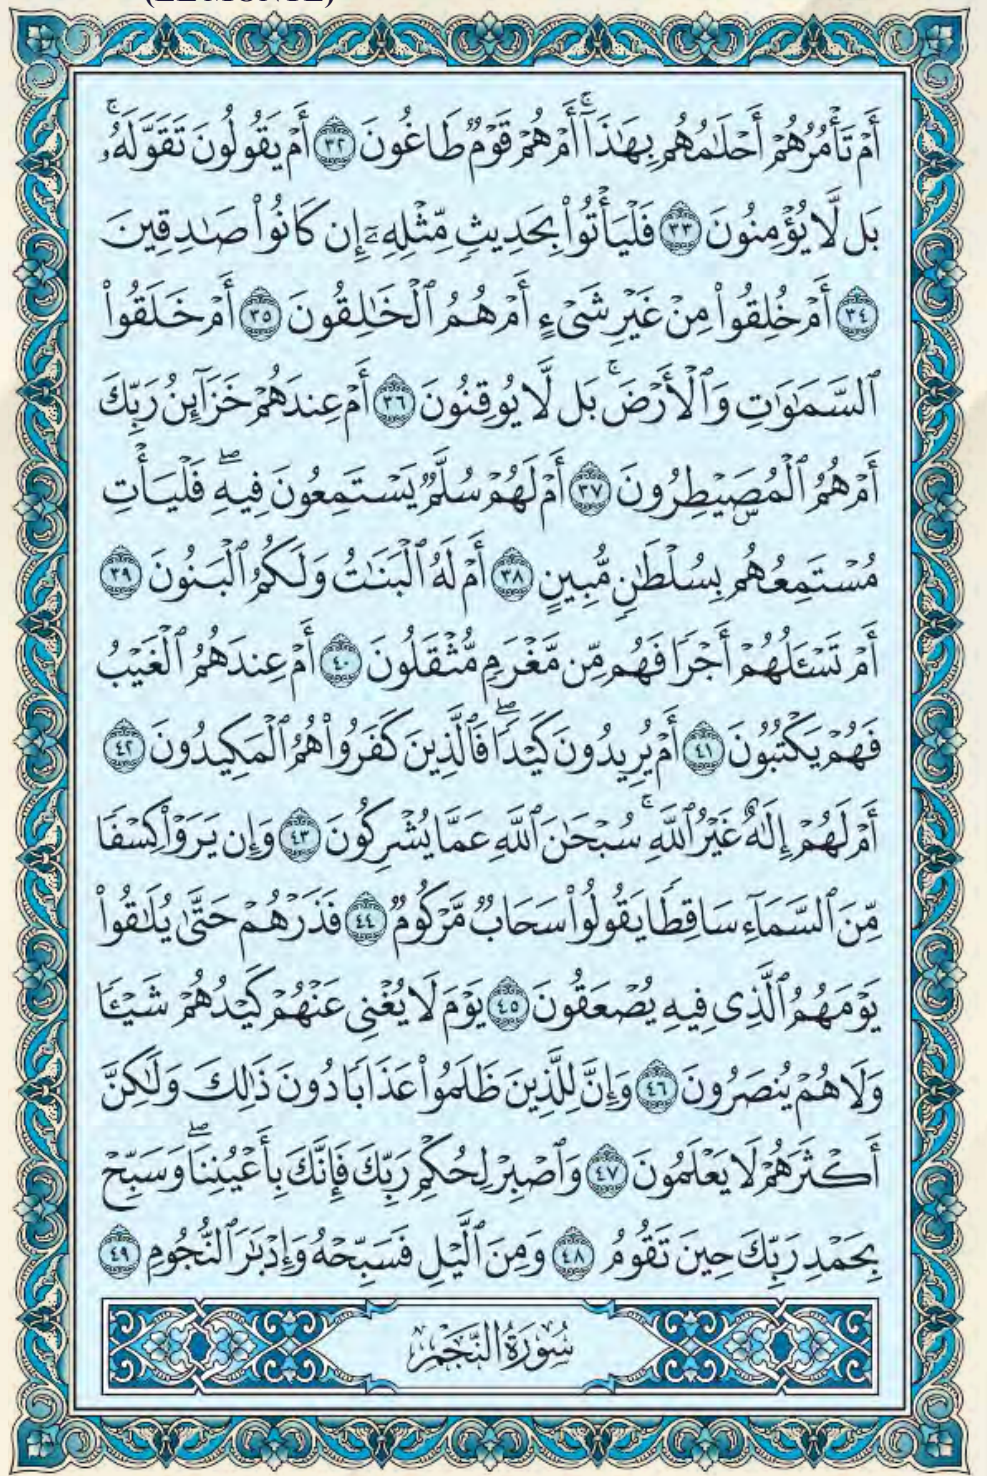 أَمْ تَأْمُرُهُمْ أَحْلَـٰمُهُم بِهَـٰذَآ ۚ أَمْ هُمْ قَوْمٌ طَاغُونَ ٣٢ أَمْ يَقُولُونَ تَقَوَّلَهُۥ ۚ
بَل لَّا يُؤْمِنُونَ ٣٣ فَلْيَأْتُوا۟ بِحَدِيثٍ مِّثْلِهِۦٓ إِن كَانُوا۟ صَـٰدِقِينَ
٣٤ أَمْ خُلِقُوا۟ مِنْ غَيْرِ شَىْءٍ أَمْ هُمُ ٱلْخَـٰلِقُونَ ٣٥ أَمْ خَلَقُوا۟
ٱلسَّمَـٰوَٰتِ وَٱلْأَرْضَ ۚ بَل لَّا يُوقِنُونَ ٣٦ أَمْ عِندَهُمْ خَزَآئِنُ رَبِّكَ
أَمْ هُمُ ٱلْمُصَۣيْطِرُونَ ٣٧ أَمْ لَهُمْ سُلَّمٌ يَسْتَمِعُونَ فِيهِ ۖ فَلْيَأْتِ
مُسْتَمِعُهُم بِسُلْطَـٰنٍ مُّبِينٍ ٣٨ أَمْ لَهُ ٱلْبَنَـٰتُ وَلَكُمُ ٱلْبَنُونَ ٣٩
أَمْ تَسْـَٔلُهُمْ أَجْرًا فَهُم مِّن مَّغْرَمٍ مُّثْقَلُونَ ٤٠ أَمْ عِندَهُمُ ٱلْغَيْبُ
فَهُمْ يَكْتُبُونَ ٤١ أَمْ يُرِيدُونَ كَيْدًا ۖ فَٱلَّذِينَ كَفَرُوا۟ هُمُ ٱلْمَكِيدُونَ ٤٢
أَمْ لَهُمْ إِلَـٰهٌ غَيْرُ ٱللَّهِ ۚ سُبْحَـٰنَ ٱللَّهِ عَمَّا يُشْرِكُونَ ٤٣ وَإِن يَرَوْا۟ كِسْفًا
مِّنَ ٱلسَّمَآءِ سَاقِطًا يَقُولُوا۟ سَحَابٌ مَّرْكُومٌ ٤٤ فَذَرْهُمْ حَتَّىٰ يُلَـٰقُوا۟
يَوْمَهُمُ ٱلَّذِى فِيهِ يُصْعَقُونَ ٤٥ يَوْمَ لَا يُغْنِى عَنْهُمْ كَيْدُهُمْ شَيْـًٔا
وَلَا هُمْ يُنصَرُونَ ٤٦ وَإِنَّ لِلَّذِينَ ظَلَمُوا۟ عَذَابًا دُونَ ذَٰلِكَ وَلَـٰكِنَّ
أَكْثَرَهُمْ لَا يَعْلَمُونَ ٤٧ وَٱصْبِرْ لِحُكْمِ رَبِّكَ فَإِنَّكَ بِأَعْيُنِنَا ۖ وَسَبِّحْ
بِحَمْدِ رَبِّكَ حِينَ تَقُومُ ٤٨ وَمِنَ ٱلَّيْلِ فَسَبِّحْهُ وَإِدْبَـٰرَ ٱلنُّجُومِ ٤٩
سُورَةُ النَّجْمِ